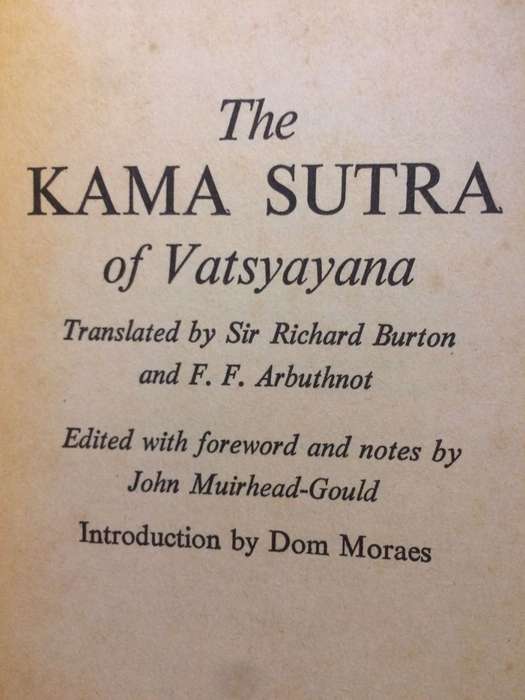 The
KAMA SUTRA
of Vatsyayana
Translated by Sir Richard Burton
and F. F. Arbuthnot
Edited with foreword and notes by
John Muirhead-Gould
Introduction by Dom Moraes